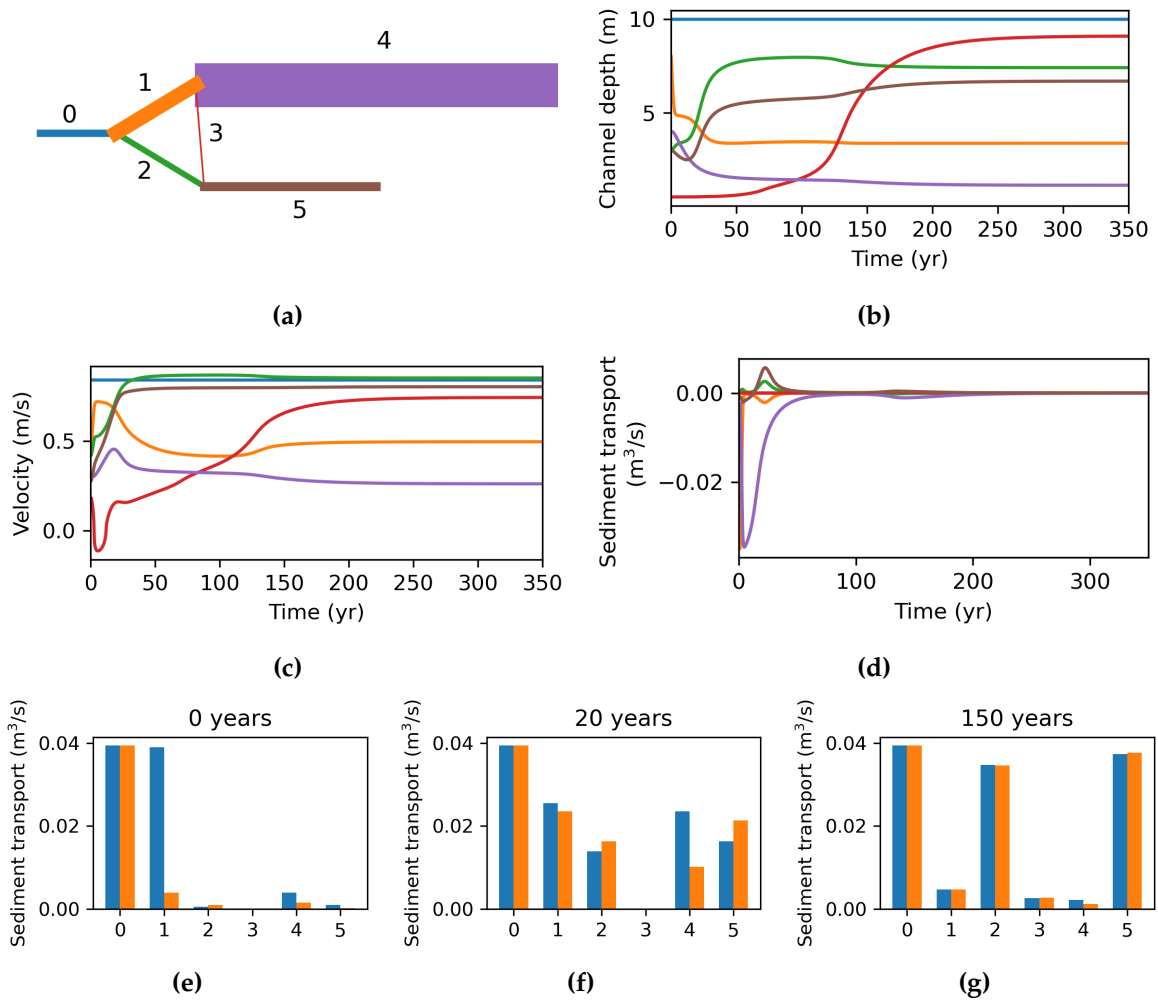 0
1
2
3
4
5
(a)
Channel depth (m)
10
5
0 50 100 150 200 250 300 350
Time (yr)
(b)
Velocity (m/s)
0.5
0.0
0 50 100 150 200 250 300 350
Time (yr)
(c)
Sediment transport
(m³/s)
0.00
−0.02
0 100 200 300
Time (yr)
(d)
0 years
Sediment transport (m³/s)
0.04
0.02
0.00
0 1 2 3 4 5
(e)
20 years
Sediment transport (m³/s)
0.04
0.02
0.00
0 1 2 3 4 5
(f)
150 years
Sediment transport (m³/s)
0.04
0.02
0.00
0 1 2 3 4 5
(g)